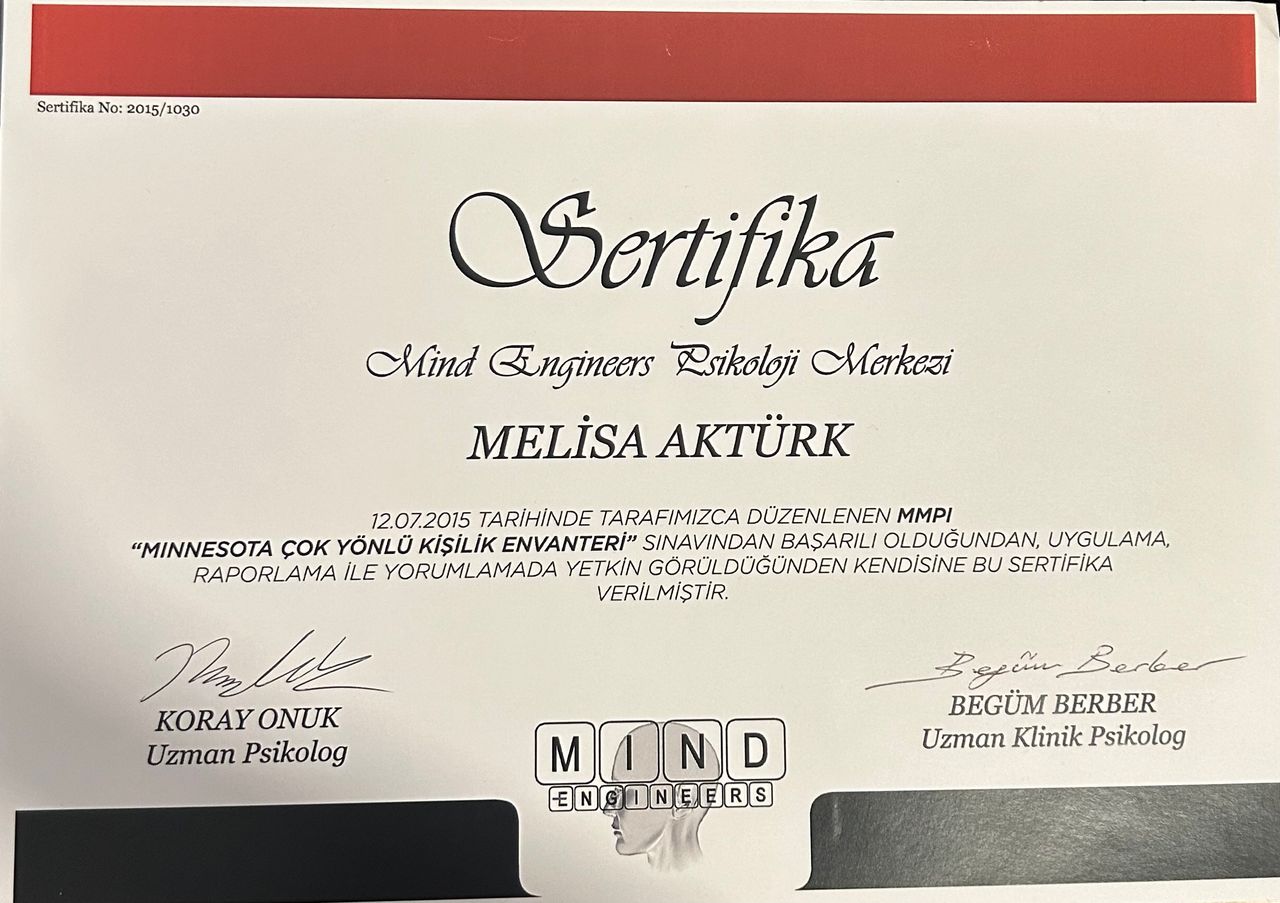 Sertifika No: 2015/1030
Sertifika
Mind Engineers Psikoloji Merkezi
MELİSA AKTÜRK
12.07.2015 TARİHİNDE TARAFIMIZCA DÜZENLENEN MMPI
“MINNESOTA ÇOK YÖNLÜ KİŞİLİK ENVANTERİ” SINAVINDAN BAŞARILI OLDUĞUNDAN, UYGULAMA,
RAPORLAMA İLE YORUMLAMADA YETKİN GÖRÜLDÜĞÜNDEN KENDİSİNE BU SERTİFİKA
VERİLMİŞTİR.
Begüm Berber
KORAY ONUK
Uzman Psikolog
BEGÜM BERBER
Uzman Klinik Psikolog
MIND
ENGINEERS